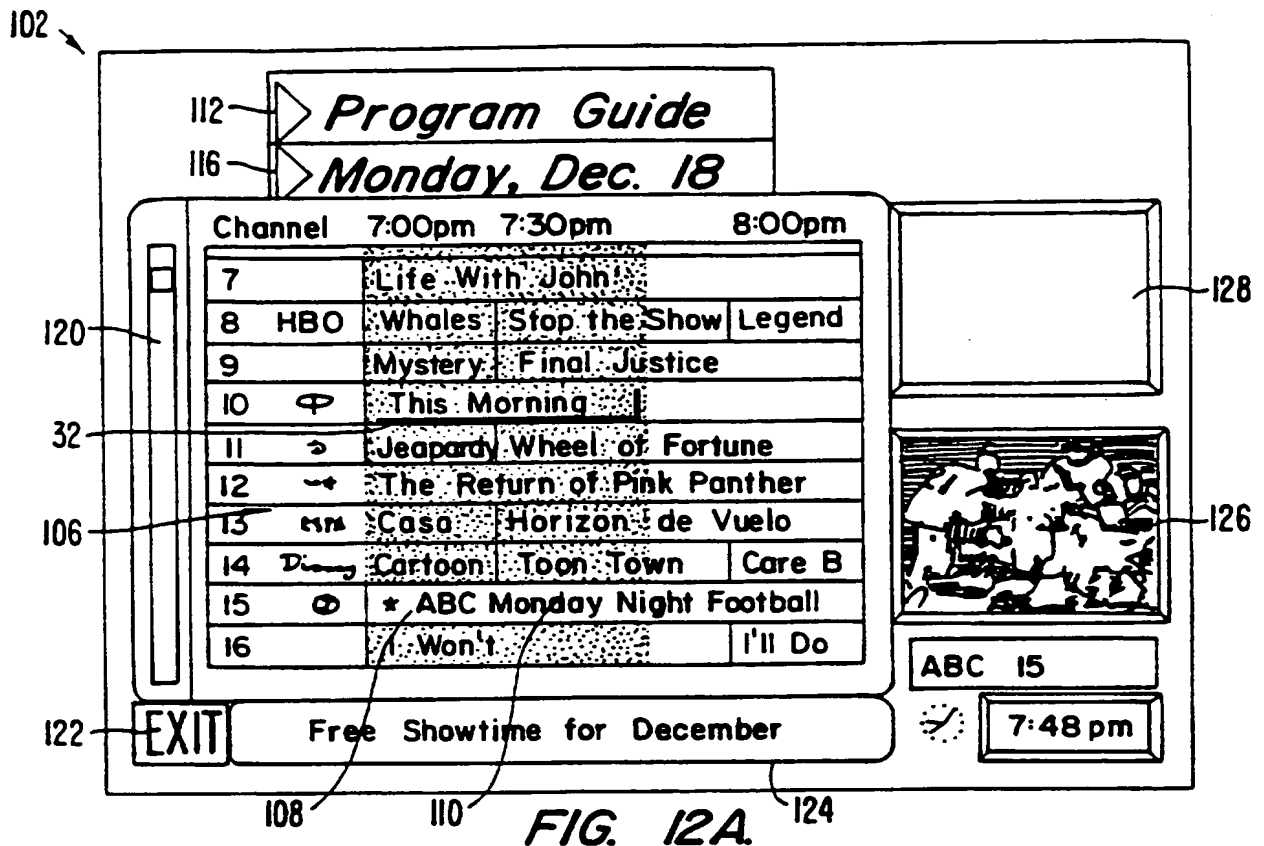 102
112 Program Guide
116 Monday, Dec. 18
Channel 7:00pm 7:30pm 8:00pm
7 Life With John
8 HBO Whales Stop the Show Legend
9 Mystery Final Justice
10 This Morning
11 Jeopardy Wheel of Fortune
12 The Return of Pink Panther
13 Casa Horizon de Vuelo
14 Disney Cartoon Toon Town Care B
15 * ABC Monday Night Football
16 I Won't I'll Do
120
32
106
128
126
ABC 15
122 EXIT Free Showtime for December 7:48pm
108 110 124
FIG. 12A.